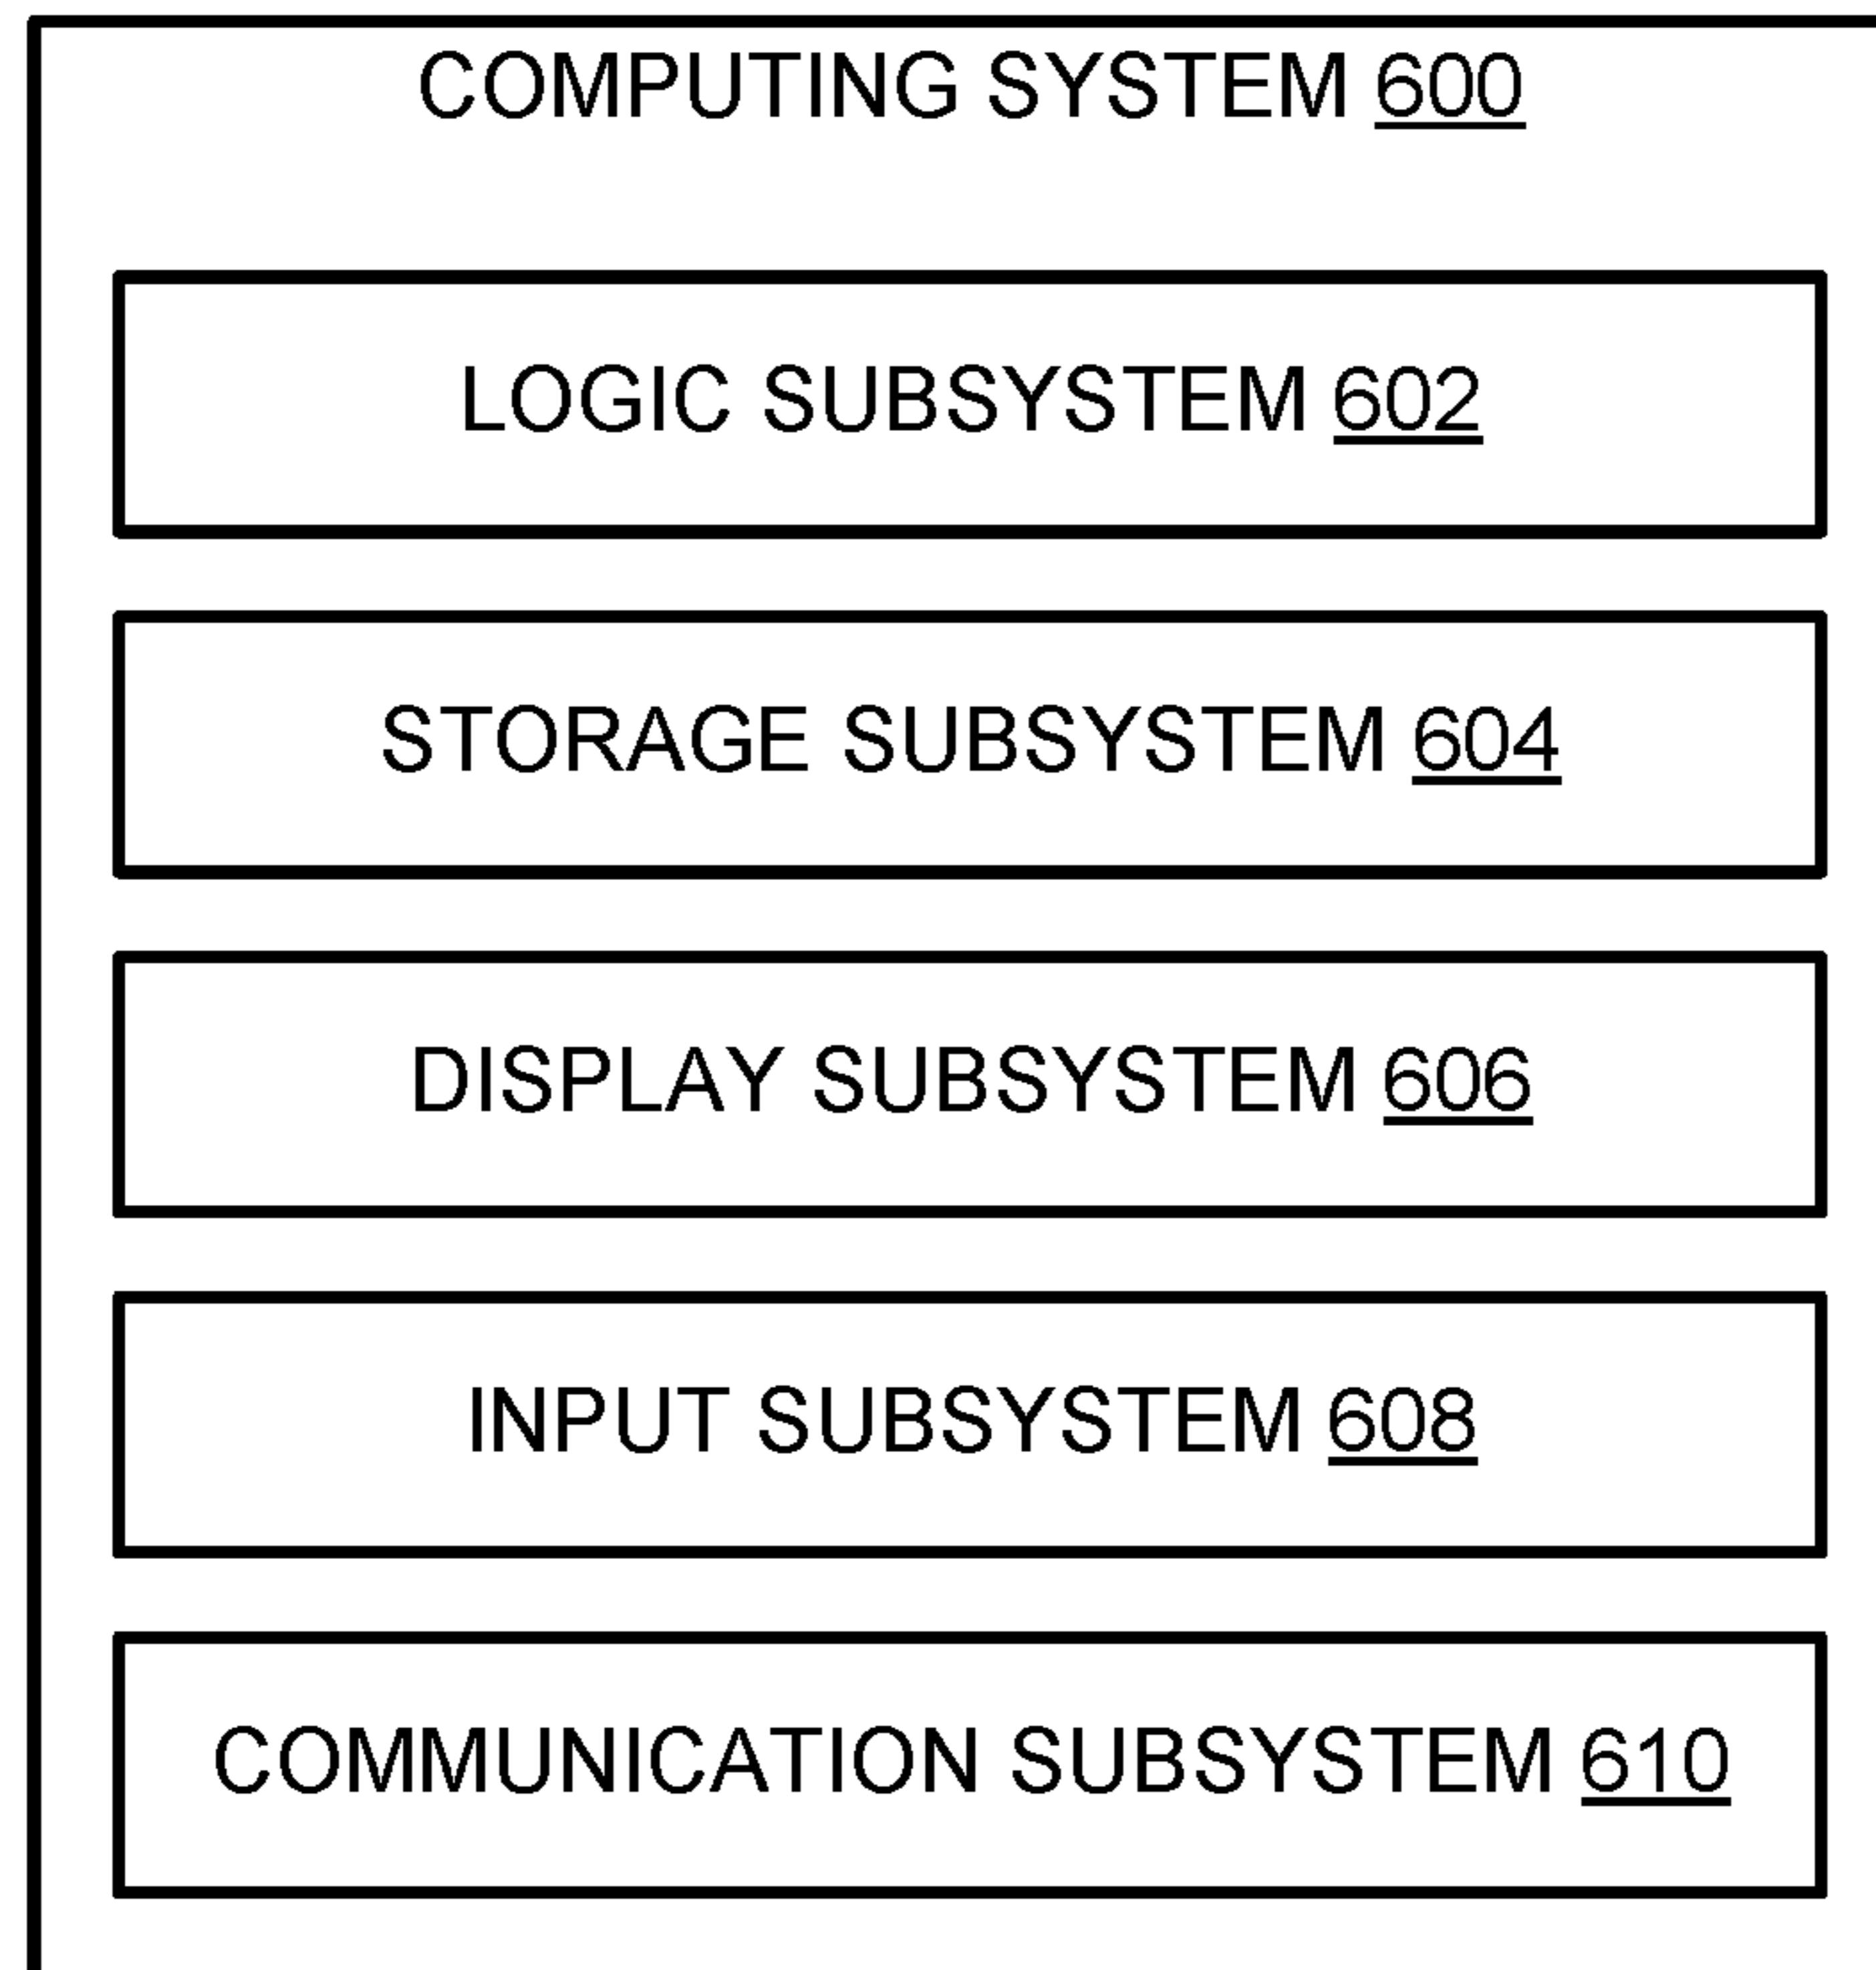 COMPUTING SYSTEM 600
LOGIC SUBSYSTEM 602
STORAGE SUBSYSTEM 604
DISPLAY SUBSYSTEM 606
INPUT SUBSYSTEM 608
COMMUNICATION SUBSYSTEM 610